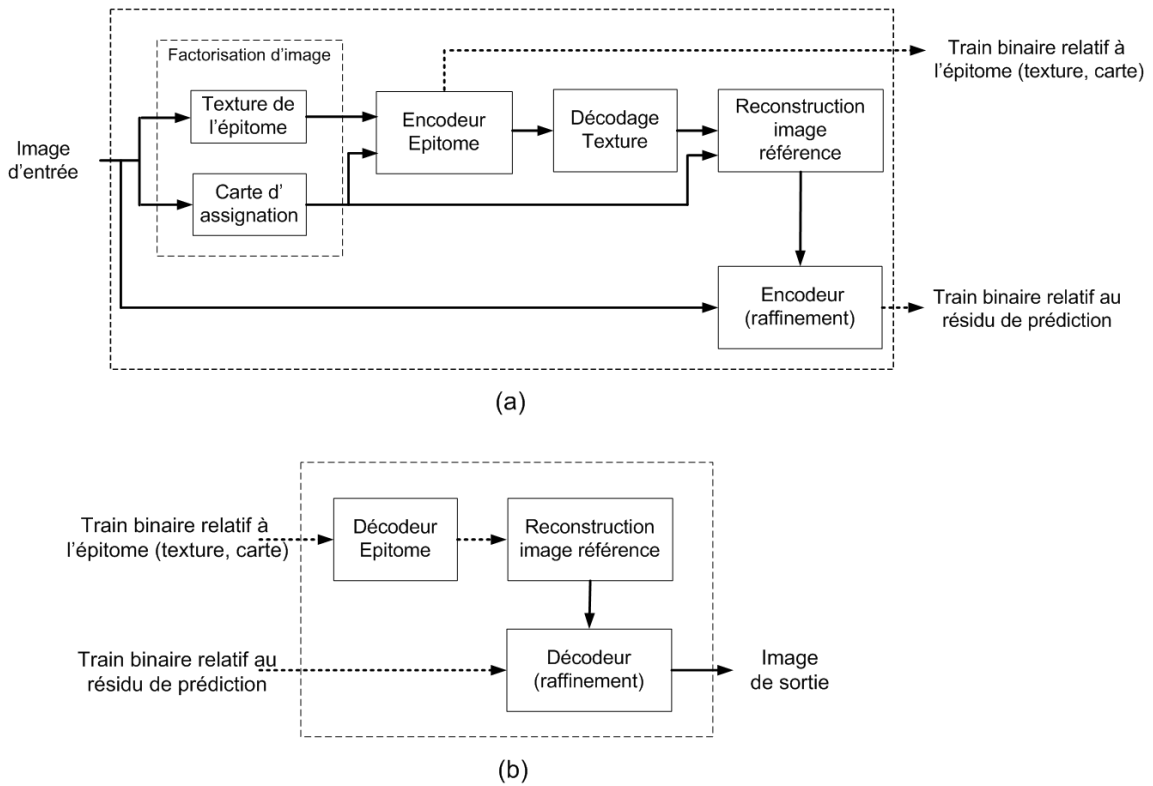 Factorisation d'image
Texture de
l'épitome
Carte d'
assignation
Image
d'entrée
Encodeur
Epitome
Décodage
Texture
Reconstruction
image
référence
Encodeur
(raffinement)
Train binaire relatif à
l'épitome (texture, carte)
Train binaire relatif au
résidu de prédiction
(a)
Train binaire relatif à
l'épitome (texture, carte)
Décodeur
Epitome
Reconstruction
image référence
Train binaire relatif au
résidu de prédiction
Décodeur
(raffinement)
Image
de sortie
(b)